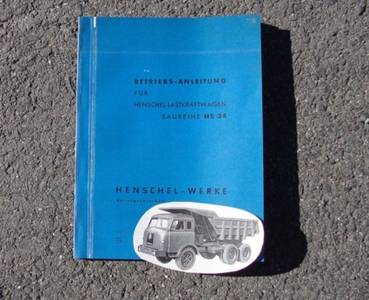 BETRIEBS-ANLEITUNG
FÜR
HENSCHEL-LASTKRAFTWAGEN
BAUREIHE HS 34
HENSCHEL-WERKE